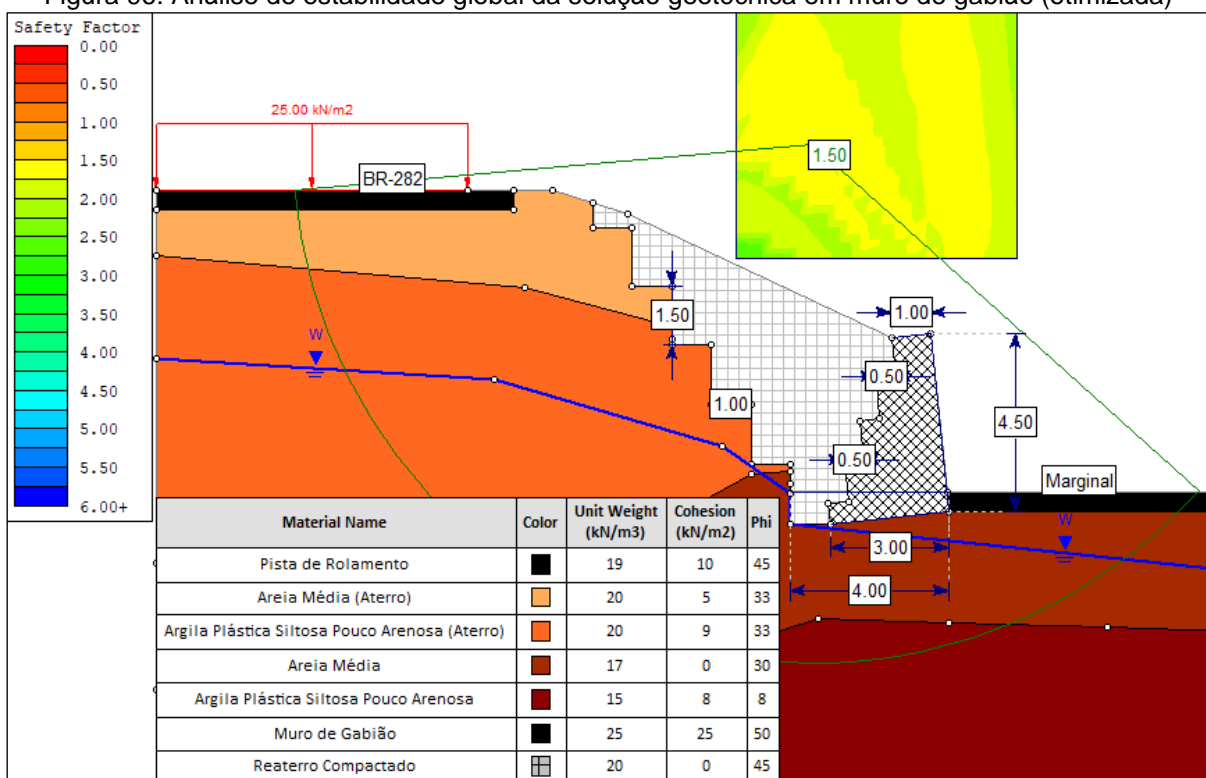 Figura 98: Análise de estabilidade global da solução geotécnica em muro de gabião (otimizada)
Safety Factor
0.00
0.50
1.00
1.50
2.00
2.50
3.00
3.50
4.00
4.50
5.00
5.50
6.00+
25.00 kN/m2
BR-282
1.50
1.00
1.50
W
0.50
1.00
4.50
0.50
Marginal
W
3.00
4.00
Material Name Color Unit Weight (kN/m3) Cohesion (kN/m2) Phi
Pista de Rolamento 19 10 45
Areia Média (Aterro) 20 5 33
Argila Plástica Siltosa Pouco Arenosa (Aterro) 20 9 33
Areia Média 17 0 30
Argila Plástica Siltosa Pouco Arenosa 15 8 8
Muro de Gabião 25 25 50
Reaterro Compactado 20 0 45